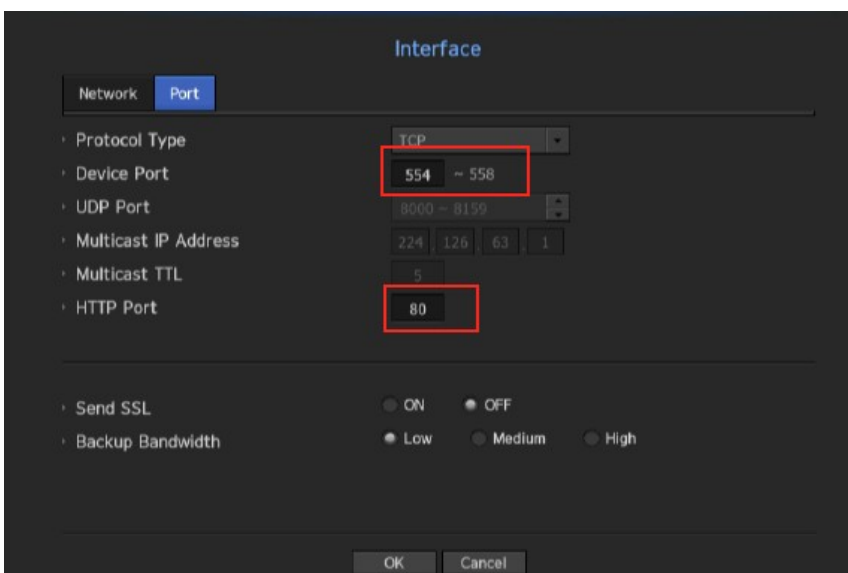 Interface
Network Port
Protocol Type TCP
Device Port 554 ~ 558
UDP Port 8000 ~ 8159
Multicast IP Address 224 126 63 1
Multicast TTL 5
HTTP Port 80
Send SSL ON OFF
Backup Bandwidth Low Medium High
OK Cancel